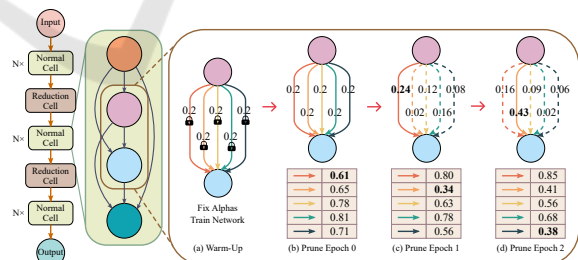 Input
N×
Normal
Cell
Reduction
Cell
N×
Normal
Cell
Reduction
Cell
N×
Normal
Cell
Output
0.2
0.2 0.2
0.2 0.2
Fix Alphas
Train Network
(a) Warm-Up
0.2 0.2 0.2
0.2 0.2
0.61
0.65
0.78
0.81
0.71
(b) Prune Epoch 0
0.24 0.12 0.08
0.02 0.16
0.80
0.34
0.63
0.78
0.56
(c) Prune Epoch 1
0.16 0.09 0.06
0.43 0.02
0.85
0.41
0.56
0.68
0.38
(d) Prune Epoch 2